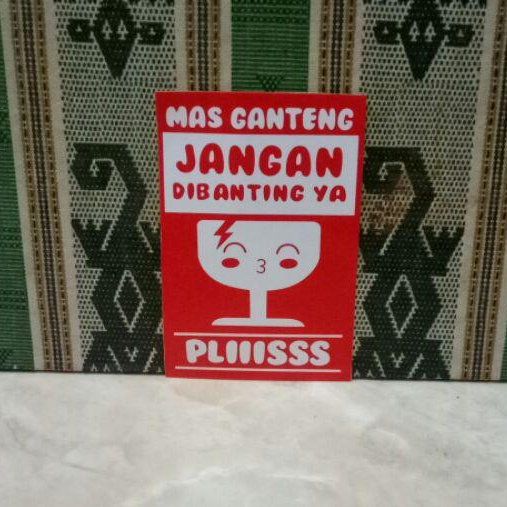 MAS GANTENG
JANGAN
DIBANTING YA
PLIIISSS